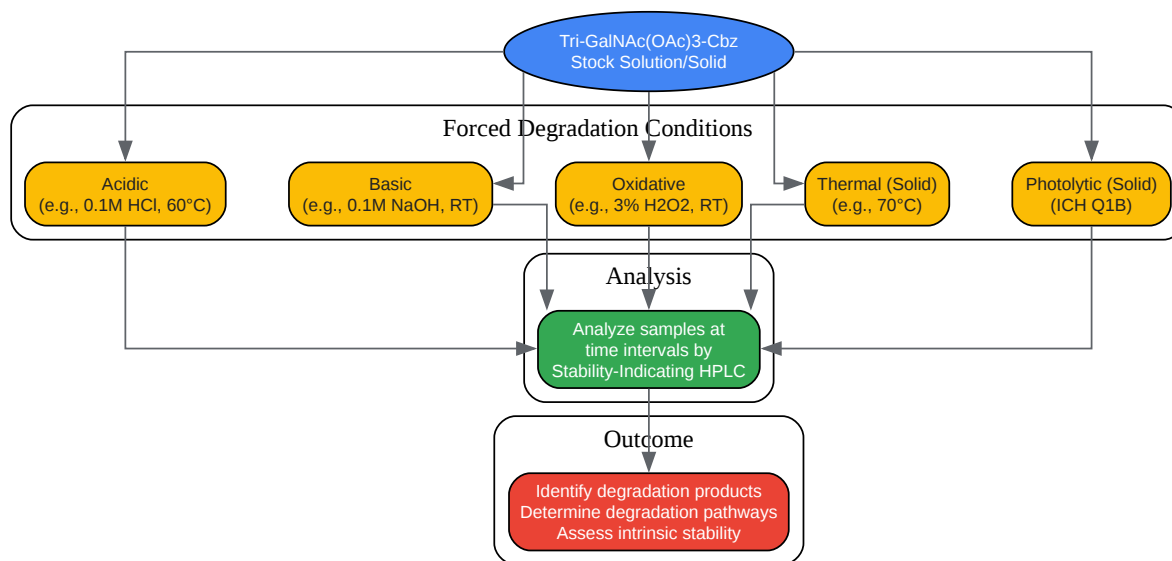 Tri-GalNAc(OAc)3-Cbz
Stock Solution/Solid
Forced Degradation Conditions
Acidic
(e.g., 0.1M HCl, 60°C)
Basic
(e.g., 0.1M NaOH, RT)
Oxidative
(e.g., 3% H2O2, RT)
Thermal (Solid)
(e.g., 70°C)
Photolytic (Solid)
(ICH Q1B)
Analysis
Analyze samples at
time intervals by
Stability-Indicating HPLC
Outcome
Identify degradation products
Determine degradation pathways
Assess intrinsic stability